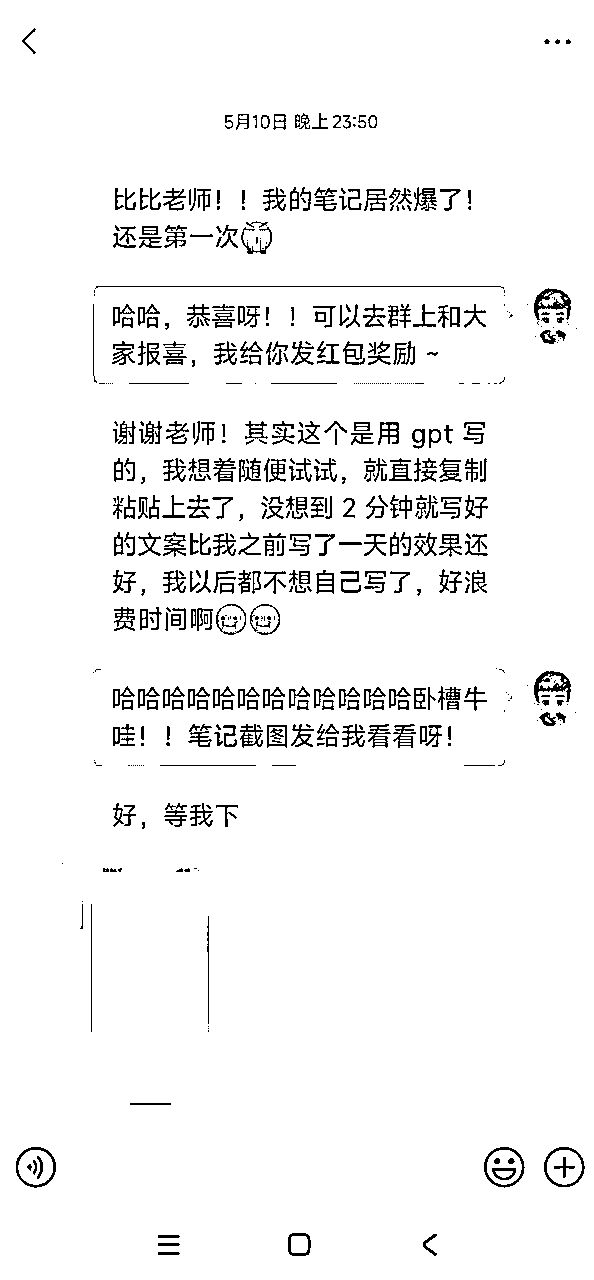 5月10日 晚上 23:50
比比老师！！我的笔记居然爆了！
还是第一次
哈哈，恭喜呀！！可以去群上和大
家报喜，我给你发红包奖励 ~
谢谢老师！其实这个是用 gpt 写
的，我想着随便试试，就直接复制
粘贴上去了，没想到 2 分钟就写好
的文案比我之前写了一天的效果还
好，我以后都不想自己写了，好浪
费时间啊
哈哈哈哈哈哈哈哈哈哈哈哈卧槽牛
哇！！笔记截图发给我看看呀！
好，等我下